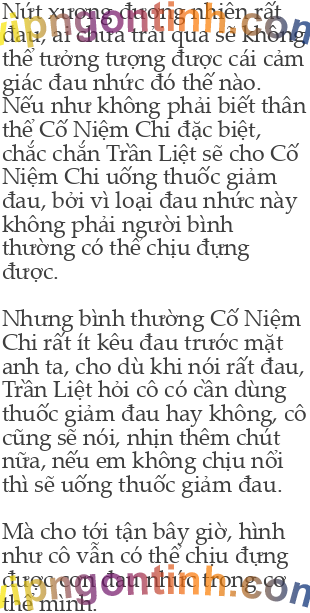 Nứt xương đương nhiên rất
đau, ai chưa trải qua sẽ không
thể tưởng tượng được cái cảm
giác đau nhức đó thế nào.
Nếu như không phải biết thân
thể Cố Niệm Chi đặc biệt,
chắc chắn Trần Liệt sẽ cho Cố
Niệm Chi uống thuốc giảm
đau, bởi vì loại đau nhức này
không phải người bình
thường có thể chịu đựng
được.
Nhưng bình thường Cố Niệm
Chi rất ít kêu đau trước mặt
anh ta, cho dù khi nói rất đau,
Trần Liệt hỏi cô có cần dùng
thuốc giảm đau hay không, cô
cũng sẽ nói, nhịn thêm chút
nữa, nếu em không chịu nổi
thì sẽ uống thuốc giảm đau.
Mà cho tới tận bây giờ, hình
như cô vẫn có thể chịu đựng
được cơn đau nhức trong cơ
thể mình.